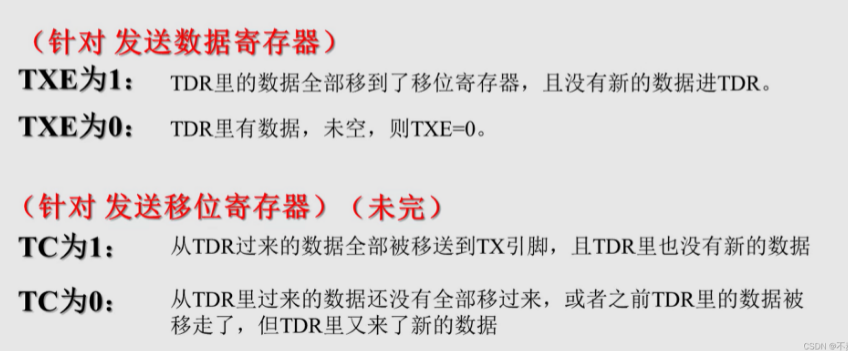 （针对 发送数据寄存器）
TXE为1： TDR里的数据全部移到了移位寄存器，且没有新的数据进TDR。
TXE为0： TDR里有数据，未空，则TXE=0。
（针对 发送移位寄存器）（未完）
TC为1： 从TDR过来的数据全部被移送到TX引脚，且TDR里也没有新的数据
TC为0： 从TDR里过来的数据还没有全部移过来，或者之前TDR里的数据被
移走了，但TDR里又来了新的数据
CSDN @不